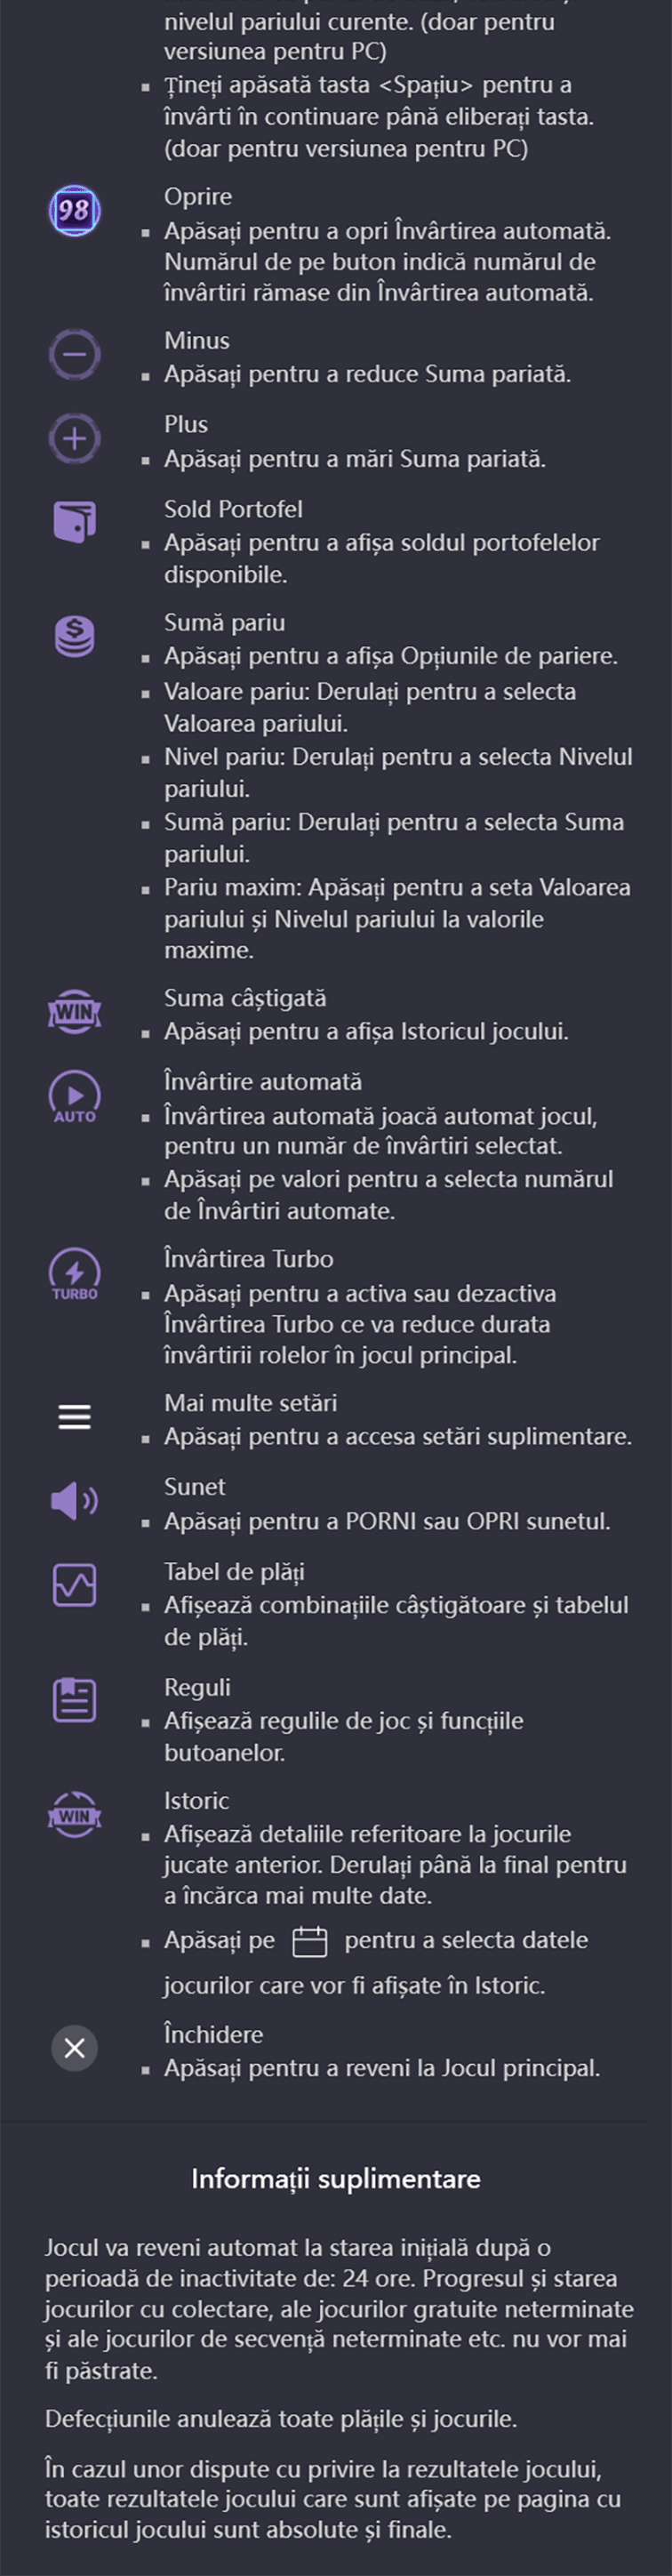 nivelul pariului curente. (doar pentru
versiunea pentru PC)
▪ Țineți apăsată tasta <Spațiu> pentru a
învârti în continuare până eliberați tasta.
(doar pentru versiunea pentru PC)
98
Oprire
▪ Apăsați pentru a opri Învârtirea automată.
Numărul de pe buton indică numărul de
învârtiri rămase din Învârtirea automată.
Minus
▪ Apăsați pentru a reduce Suma pariată.
Plus
▪ Apăsați pentru a mări Suma pariată.
Sold Portofel
▪ Apăsați pentru a afișa soldul portofelelor
disponibile.
$
Sumă pariu
▪ Apăsați pentru a afișa Opțiunile de pariere.
▪ Valoare pariu: Derulați pentru a selecta
Valoarea pariului.
▪ Nivel pariu: Derulați pentru a selecta Nivelul
pariului.
▪ Sumă pariu: Derulați pentru a selecta Suma
pariului.
▪ Pariu maxim: Apăsați pentru a seta Valoarea
pariului și Nivelul pariului la valorile
maxime.
WIN
Suma câștigată
▪ Apăsați pentru a afișa Istoricul jocului.
AUTO
Învârtire automată
▪ Învârtirea automată joacă automat jocul,
pentru un număr de învârtiri selectat.
▪ Apăsați pe valori pentru a selecta numărul
de Învârtiri automate.
TURBO
Învârtirea Turbo
▪ Apăsați pentru a activa sau dezactiva
Învârtirea Turbo ce va reduce durata
învârtirii rolelor în jocul principal.
Mai multe setări
▪ Apăsați pentru a accesa setări suplimentare.
Sunet
▪ Apăsați pentru a PORNI sau OPRI sunetul.
Tabel de plăți
▪ Afișează combinațiile câștigătoare și tabelul
de plăți.
Reguli
▪ Afișează regulile de joc și funcțiile
butoanelor.
WIN
Istoric
▪ Afișează detaliile referitoare la jocurile
jucate anterior. Derulați până la final pentru
a încărca mai multe date.
▪ Apăsați pe pentru a selecta datele
jocurilor care vor fi afișate în Istoric.
Închidere
▪ Apăsați pentru a reveni la Jocul principal.
Informații suplimentare
Jocul va reveni automat la starea inițială după o
perioadă de inactivitate de: 24 ore. Progresul și starea
jocurilor cu colectare, ale jocurilor gratuite neterminate
și ale jocurilor de secvență neterminate etc. nu vor mai
fi păstrate.
Defecțiunile anulează toate plățile și jocurile.
În cazul unor dispute cu privire la rezultatele jocului,
toate rezultatele jocului care sunt afișate pe pagina cu
istoricul jocului sunt absolute și finale.